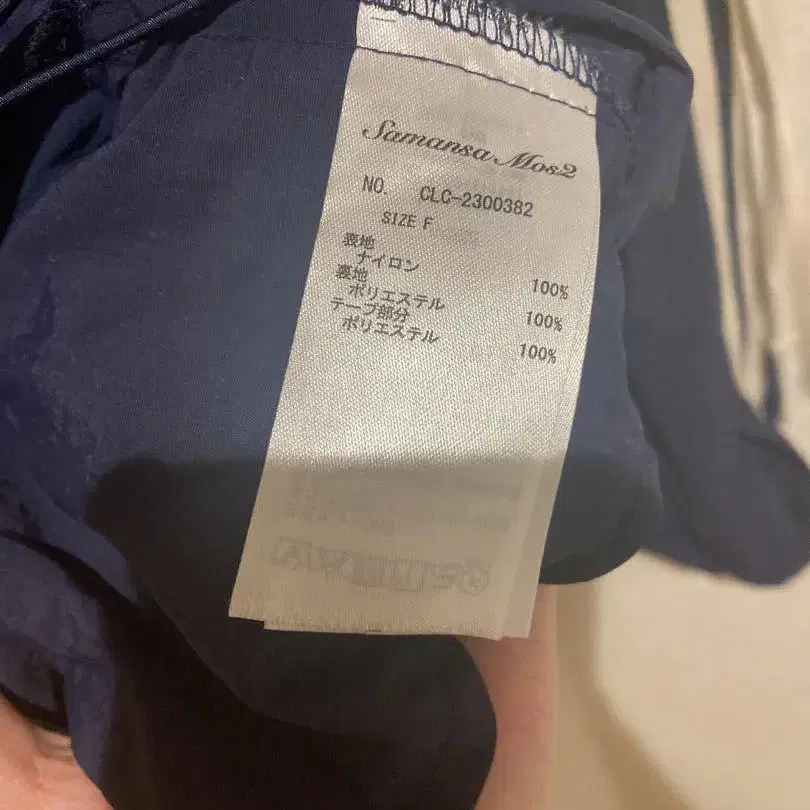 Samansa Mos2
NO. CLC-2300382
SIZE F
表地
ナイロン 100%
裏地
ポリエステル 100%
テープ部分
ポリエステル 100%